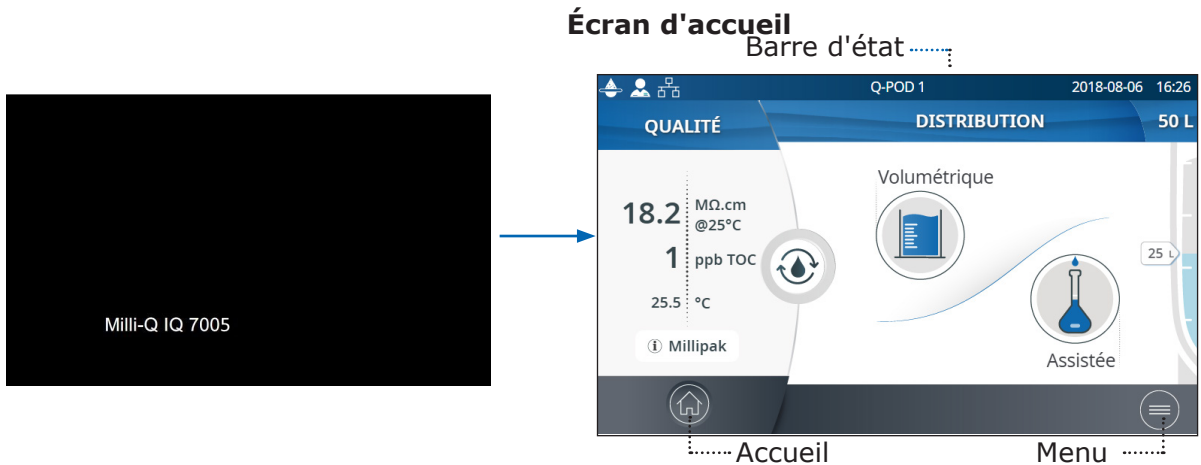 Écran d'accueil
Barre d'état
Milli-Q IQ 7005
Q-POD 1 2018-08-06 16:26
QUALITÉ DISTRIBUTION 50 L
Volumétrique
18.2 MΩ.cm
@25°C
1 ppb TOC
25 L
25.5 °C
Millipak
Assistée
Accueil Menu